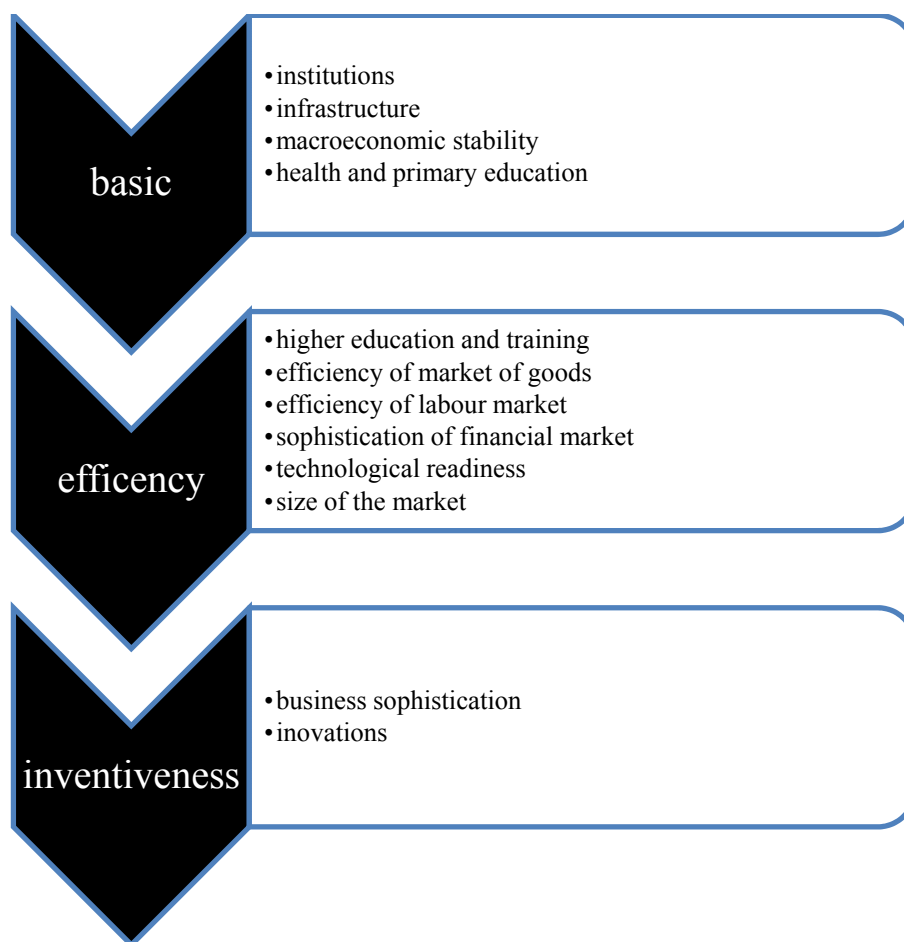 basic
•institutions
•infrastructure
•macroeconomic stability
•health and primary education
efficency
•higher education and training
•efficiency of market of goods
•efficiency of labour market
•sophistication of financial market
•technological readiness
•size of the market
inventiveness
•business sophistication
•inovations